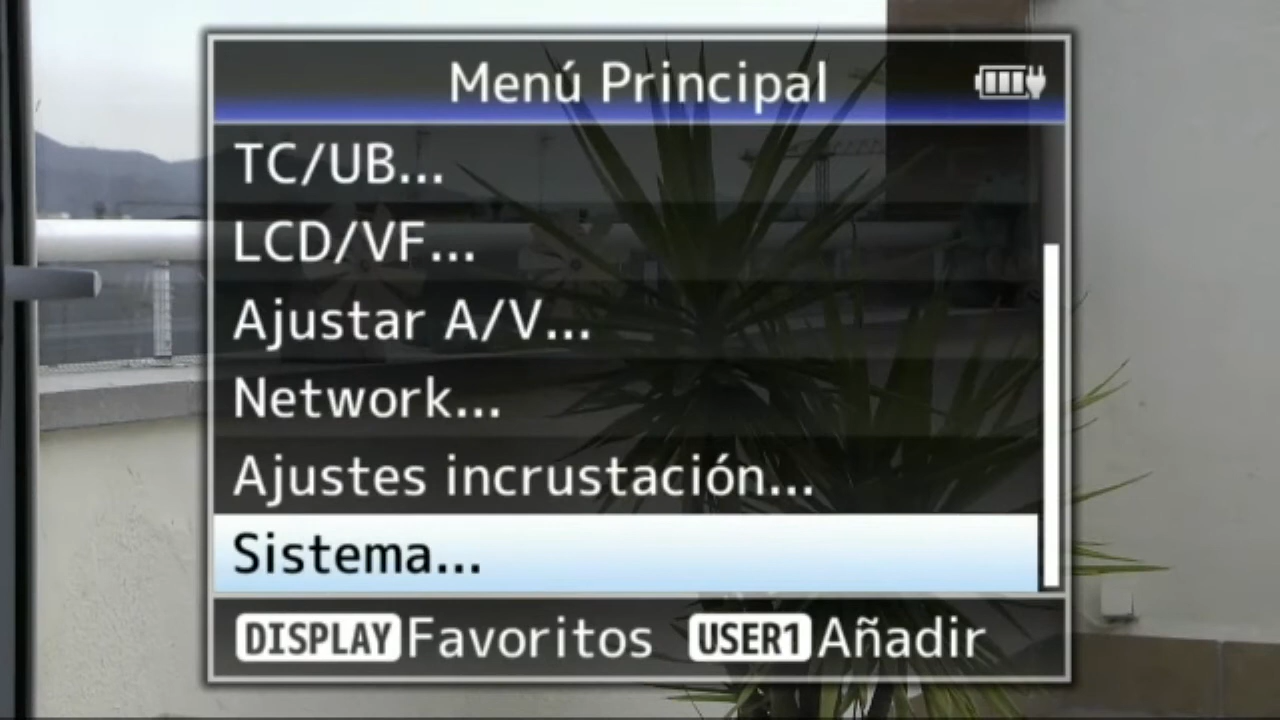 Menú Principal
TC/UB...
LCD/VF...
Ajustar A/V...
Network...
Ajustes incrustación...
Sistema...
DISPLAY Favoritos USER1 Añadir